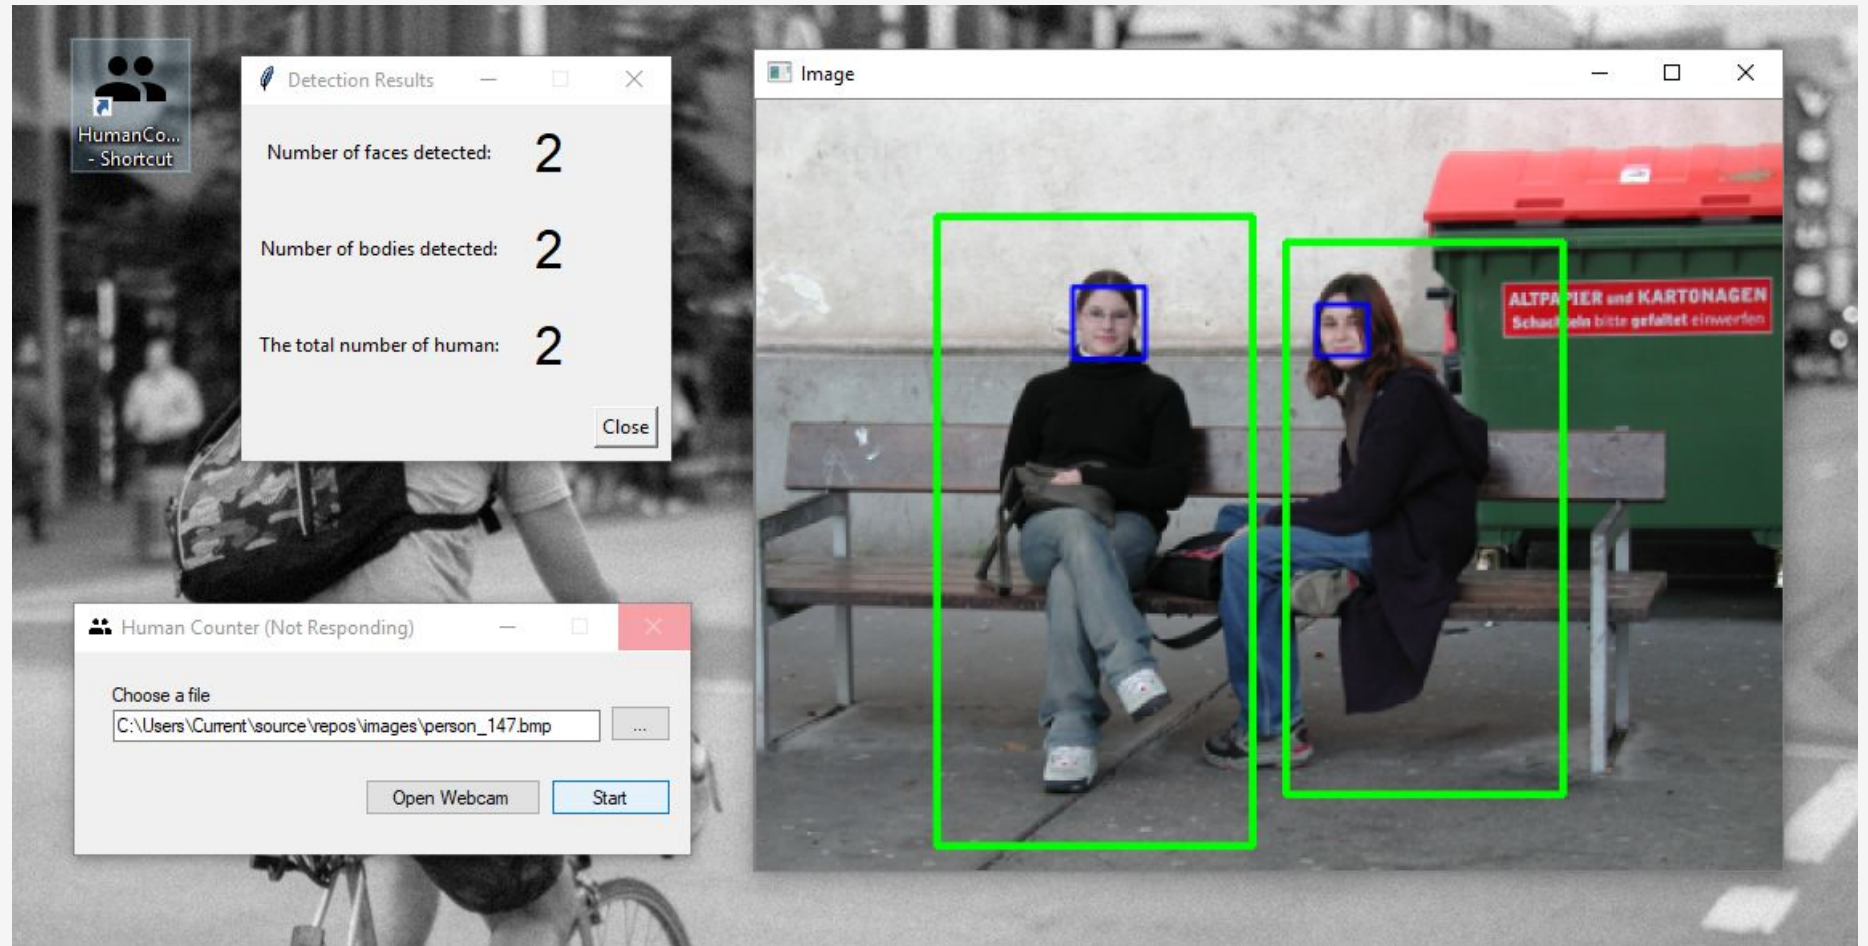 HumanCo...
- Shortcut
Detection Results
Number of faces detected: 2
Number of bodies detected: 2
The total number of human: 2
Close
Image
ALTPAPIER und KARTONAGEN
Schachteln bitte gefaltet einwerfen
Human Counter (Not Responding)
Choose a file
C:\Users\Current\source\repos\images\person_147.bmp
...
Open Webcam
Start